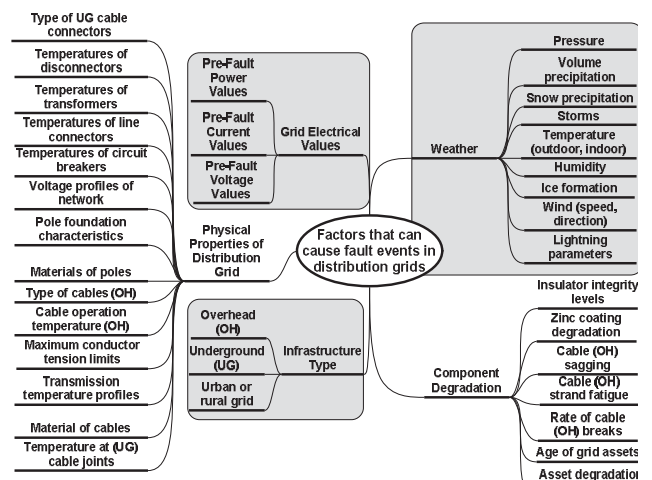 Type of UG cable
connectors
Temperatures of
disconnectors
Temperatures of
transformers
Temperatures of line
connectors
Temperatures of circuit
breakers
Voltage profiles of
network
Pole foundation
characteristics
Materials of poles
Type of cables (OH)
Cable operation
temperature (OH)
Maximum conductor
tension limits
Transmission
temperature profiles
Material of cables
Temperature at (UG)
cable joints
Physical
Properties of
Distribution
Grid
Pre-Fault
Power
Values
Pre-Fault
Current
Values
Pre-Fault
Voltage
Values
Grid Electrical
Values
Overhead
(OH)
Underground
(UG)
Urban or
rural grid
Infrastructure
Type
Factors that can
cause fault events in
distribution grids
Weather
Pressure
Volume
precipitation
Snow precipitation
Storms
Temperature
(outdoor, indoor)
Humidity
Ice formation
Wind (speed,
direction)
Lightning
parameters
Component
Degradation
Insulator integrity
levels
Zinc coating
degradation
Cable (OH)
sagging
Cable (OH)
strand fatigue
Rate of cable
(OH) breaks
Age of grid assets
Asset degradation